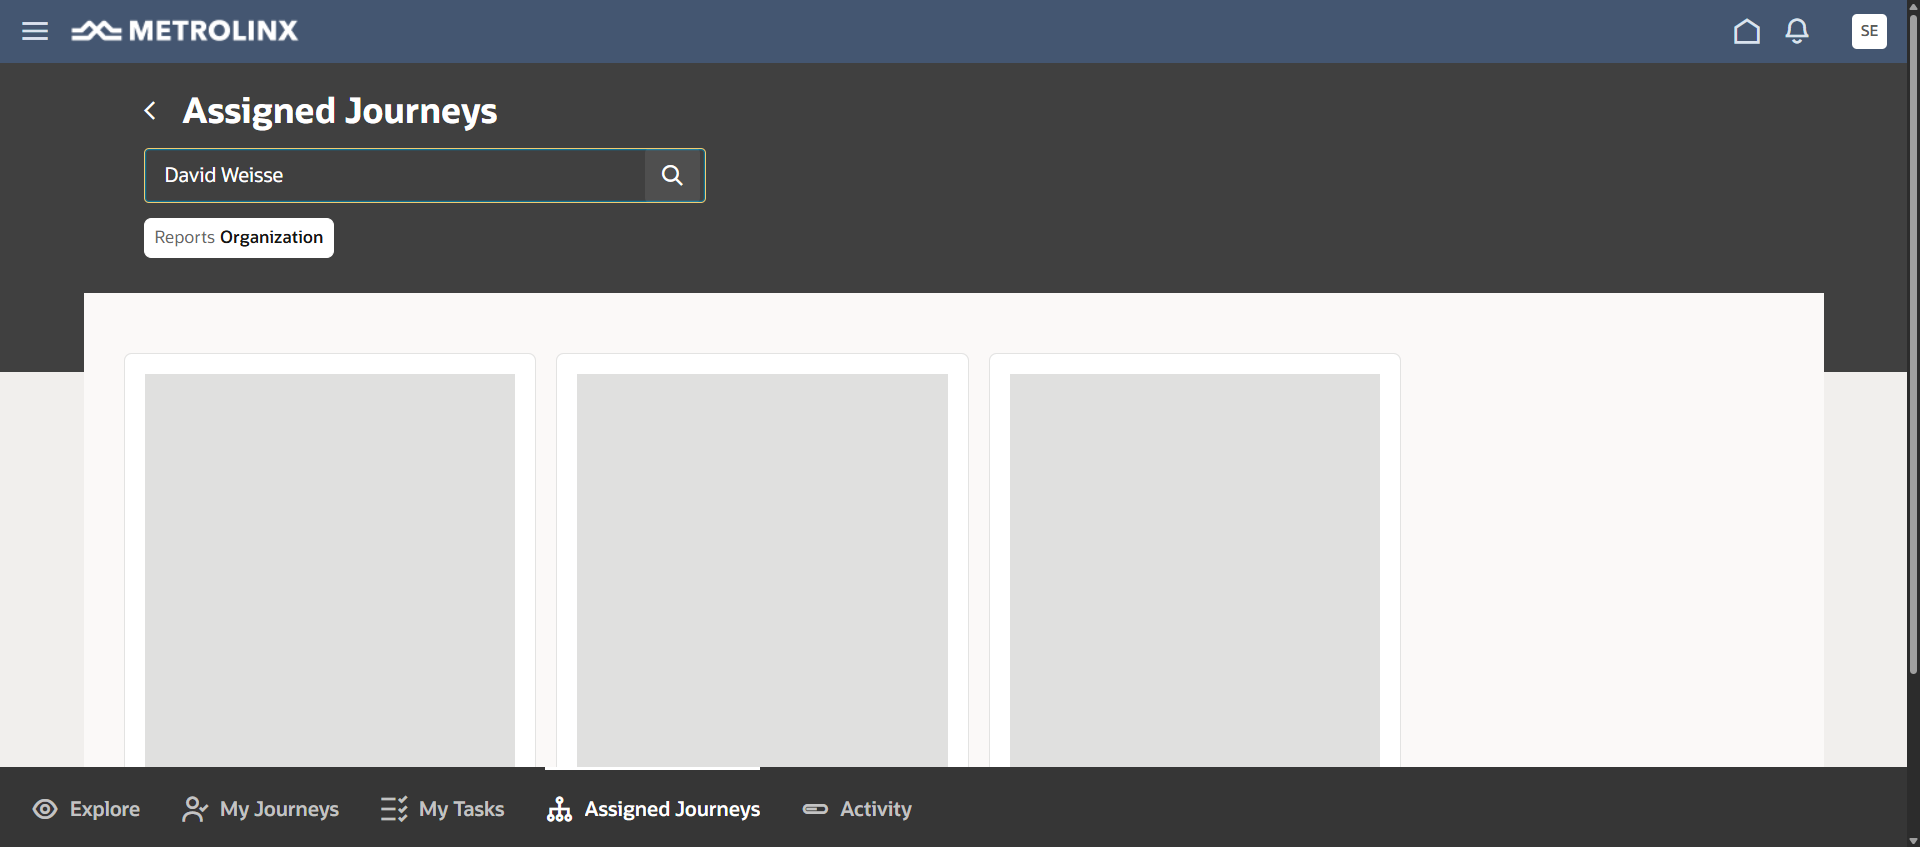 METROLINX
SE
Assigned Journeys
David Weisse
Reports Organization
Explore
My Journeys
My Tasks
Assigned Journeys
Activity